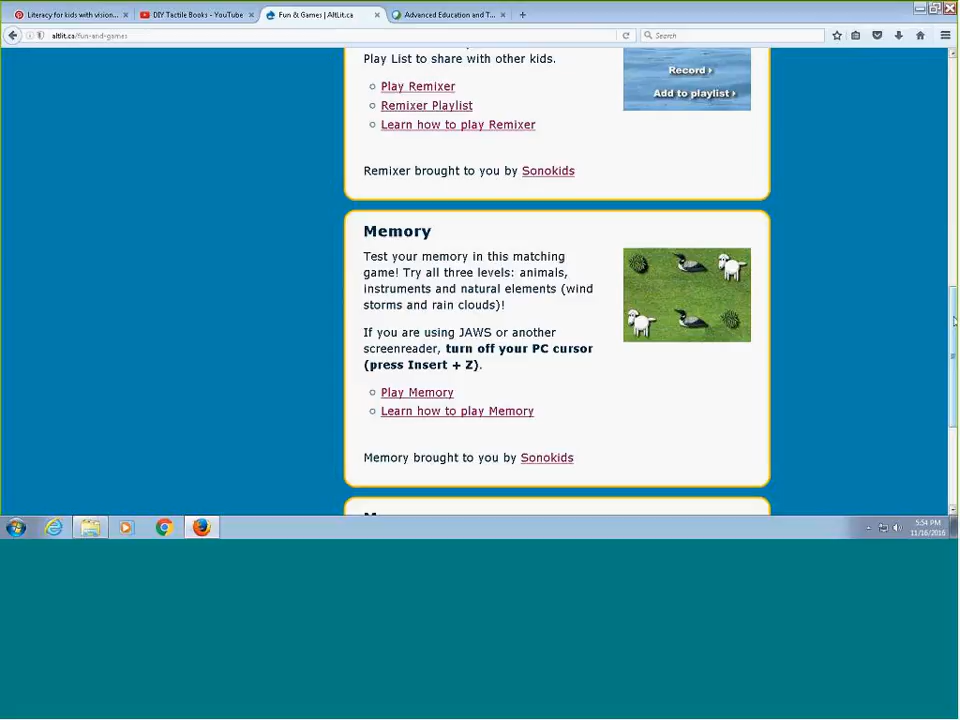 Literacy for kids with vision...
DIY Tactile Books - YouTube
Fun & Games | AltLit.ca
Advanced Education and T...
altlit.ca/fun-and-games
Search
Play List to share with other kids.
Play Remixer
Remixer Playlist
Learn how to play Remixer
Record
Add to playlist
Remixer brought to you by Sonokids
Memory
Test your memory in this matching
game! Try all three levels: animals,
instruments and natural elements (wind
storms and rain clouds)!
If you are using JAWS or another
screenreader, turn off your PC cursor
(press Insert + Z).
Play Memory
Learn how to play Memory
Memory brought to you by Sonokids
5:54 PM
11/16/2016